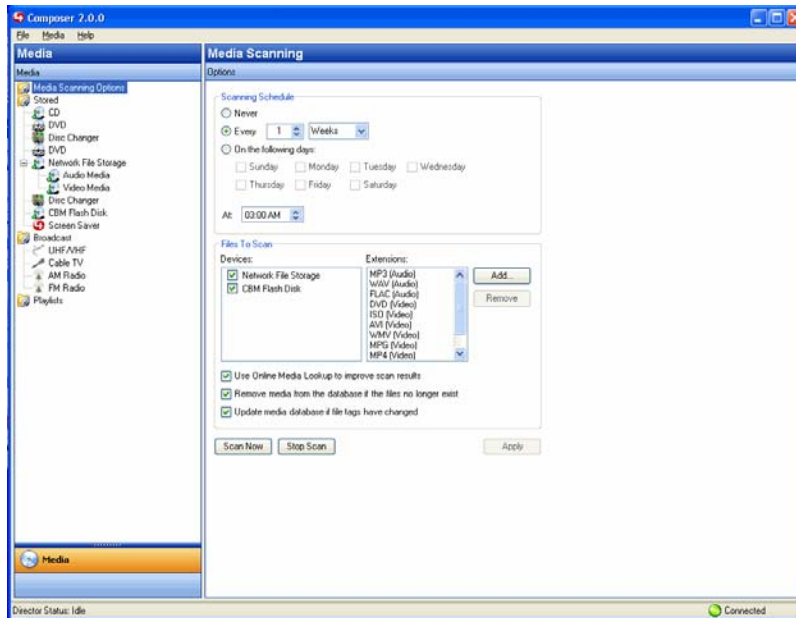 Composer 2.0.0
File Media Help
Media
Media
Media Scanning Options
Stored
CD
DVD
Disc Changer
DVD
Network File Storage
Audio Media
Video Media
Disc Changer
CBM Flash Disk
Screen Saver
Broadcast
UHF/VHF
Cable TV
AM Radio
FM Radio
Playlists
Media
Director Status: Idle
Media Scanning
Options
Scanning Schedule
Never
Every 1 Weeks
On the following days:
Sunday Monday Tuesday Wednesday
Thursday Friday Saturday
At: 03:00 AM
Files To Scan
Devices:
Network File Storage
CBM Flash Disk
Extensions:
MP3 (Audio)
WAV (Audio)
FLAC (Audio)
DVD (Video)
ISO (Video)
AVI (Video)
WMV (Video)
MPG (Video)
MP4 (Video)
Add...
Remove
Use Online Media Lookup to improve scan results
Remove media from the database if the files no longer exist
Update media database if file tags have changed
Scan Now Stop Scan Apply
Connected